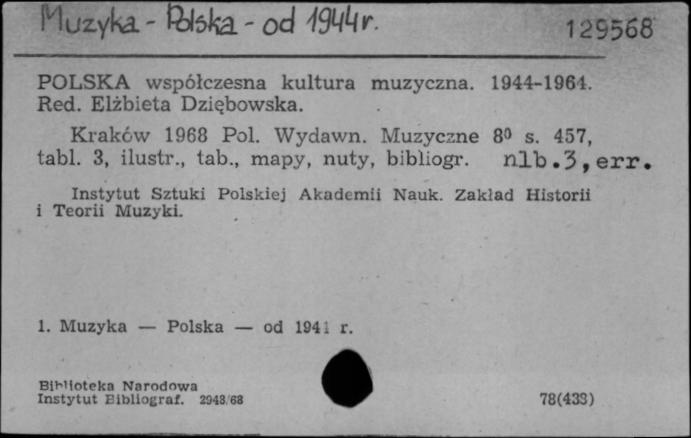 Muzyka - Polska - od 1944 r.
129568
POLSKA współczesna kultura muzyczna. 1944-1964.
Red. Elżbieta Dziębowska.
Kraków 1968 Pol. Wydawn. Muzyczne 8⁰ s. 457,
tabl. 3, ilustr., tab., mapy, nuty, bibliogr. nlb.3, err.
Instytut Sztuki Polskiej Akademii Nauk. Zakład Historii
i Teorii Muzyki.
1. Muzyka — Polska — od 1944 r.
Biblioteka Narodowa
Instytut Bibliograf. 2948/68
78(438)